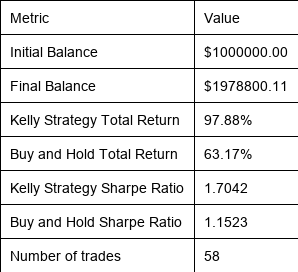 Metric Value
Initial Balance $1000000.00
Final Balance $1978800.11
Kelly Strategy Total Return 97.88%
Buy and Hold Total Return 63.17%
Kelly Strategy Sharpe Ratio 1.7042
Buy and Hold Sharpe Ratio 1.1523
Number of trades 58